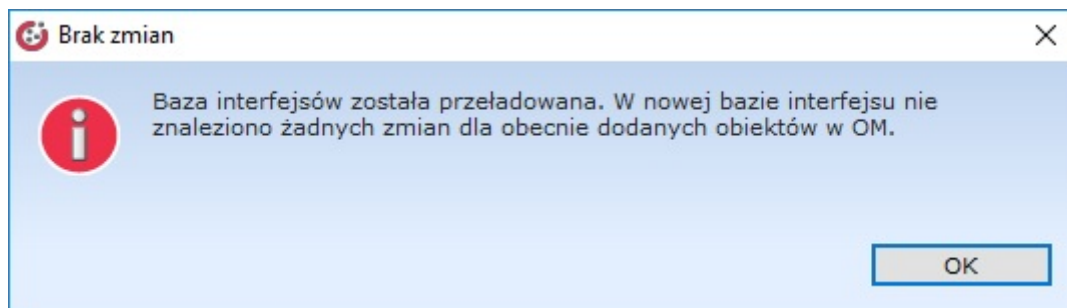 Brak zmian
Baza interfejsów została przeładowana. W nowej bazie interfejsu nie
znaleziono żadnych zmian dla obecnie dodanych obiektów w OM.
OK